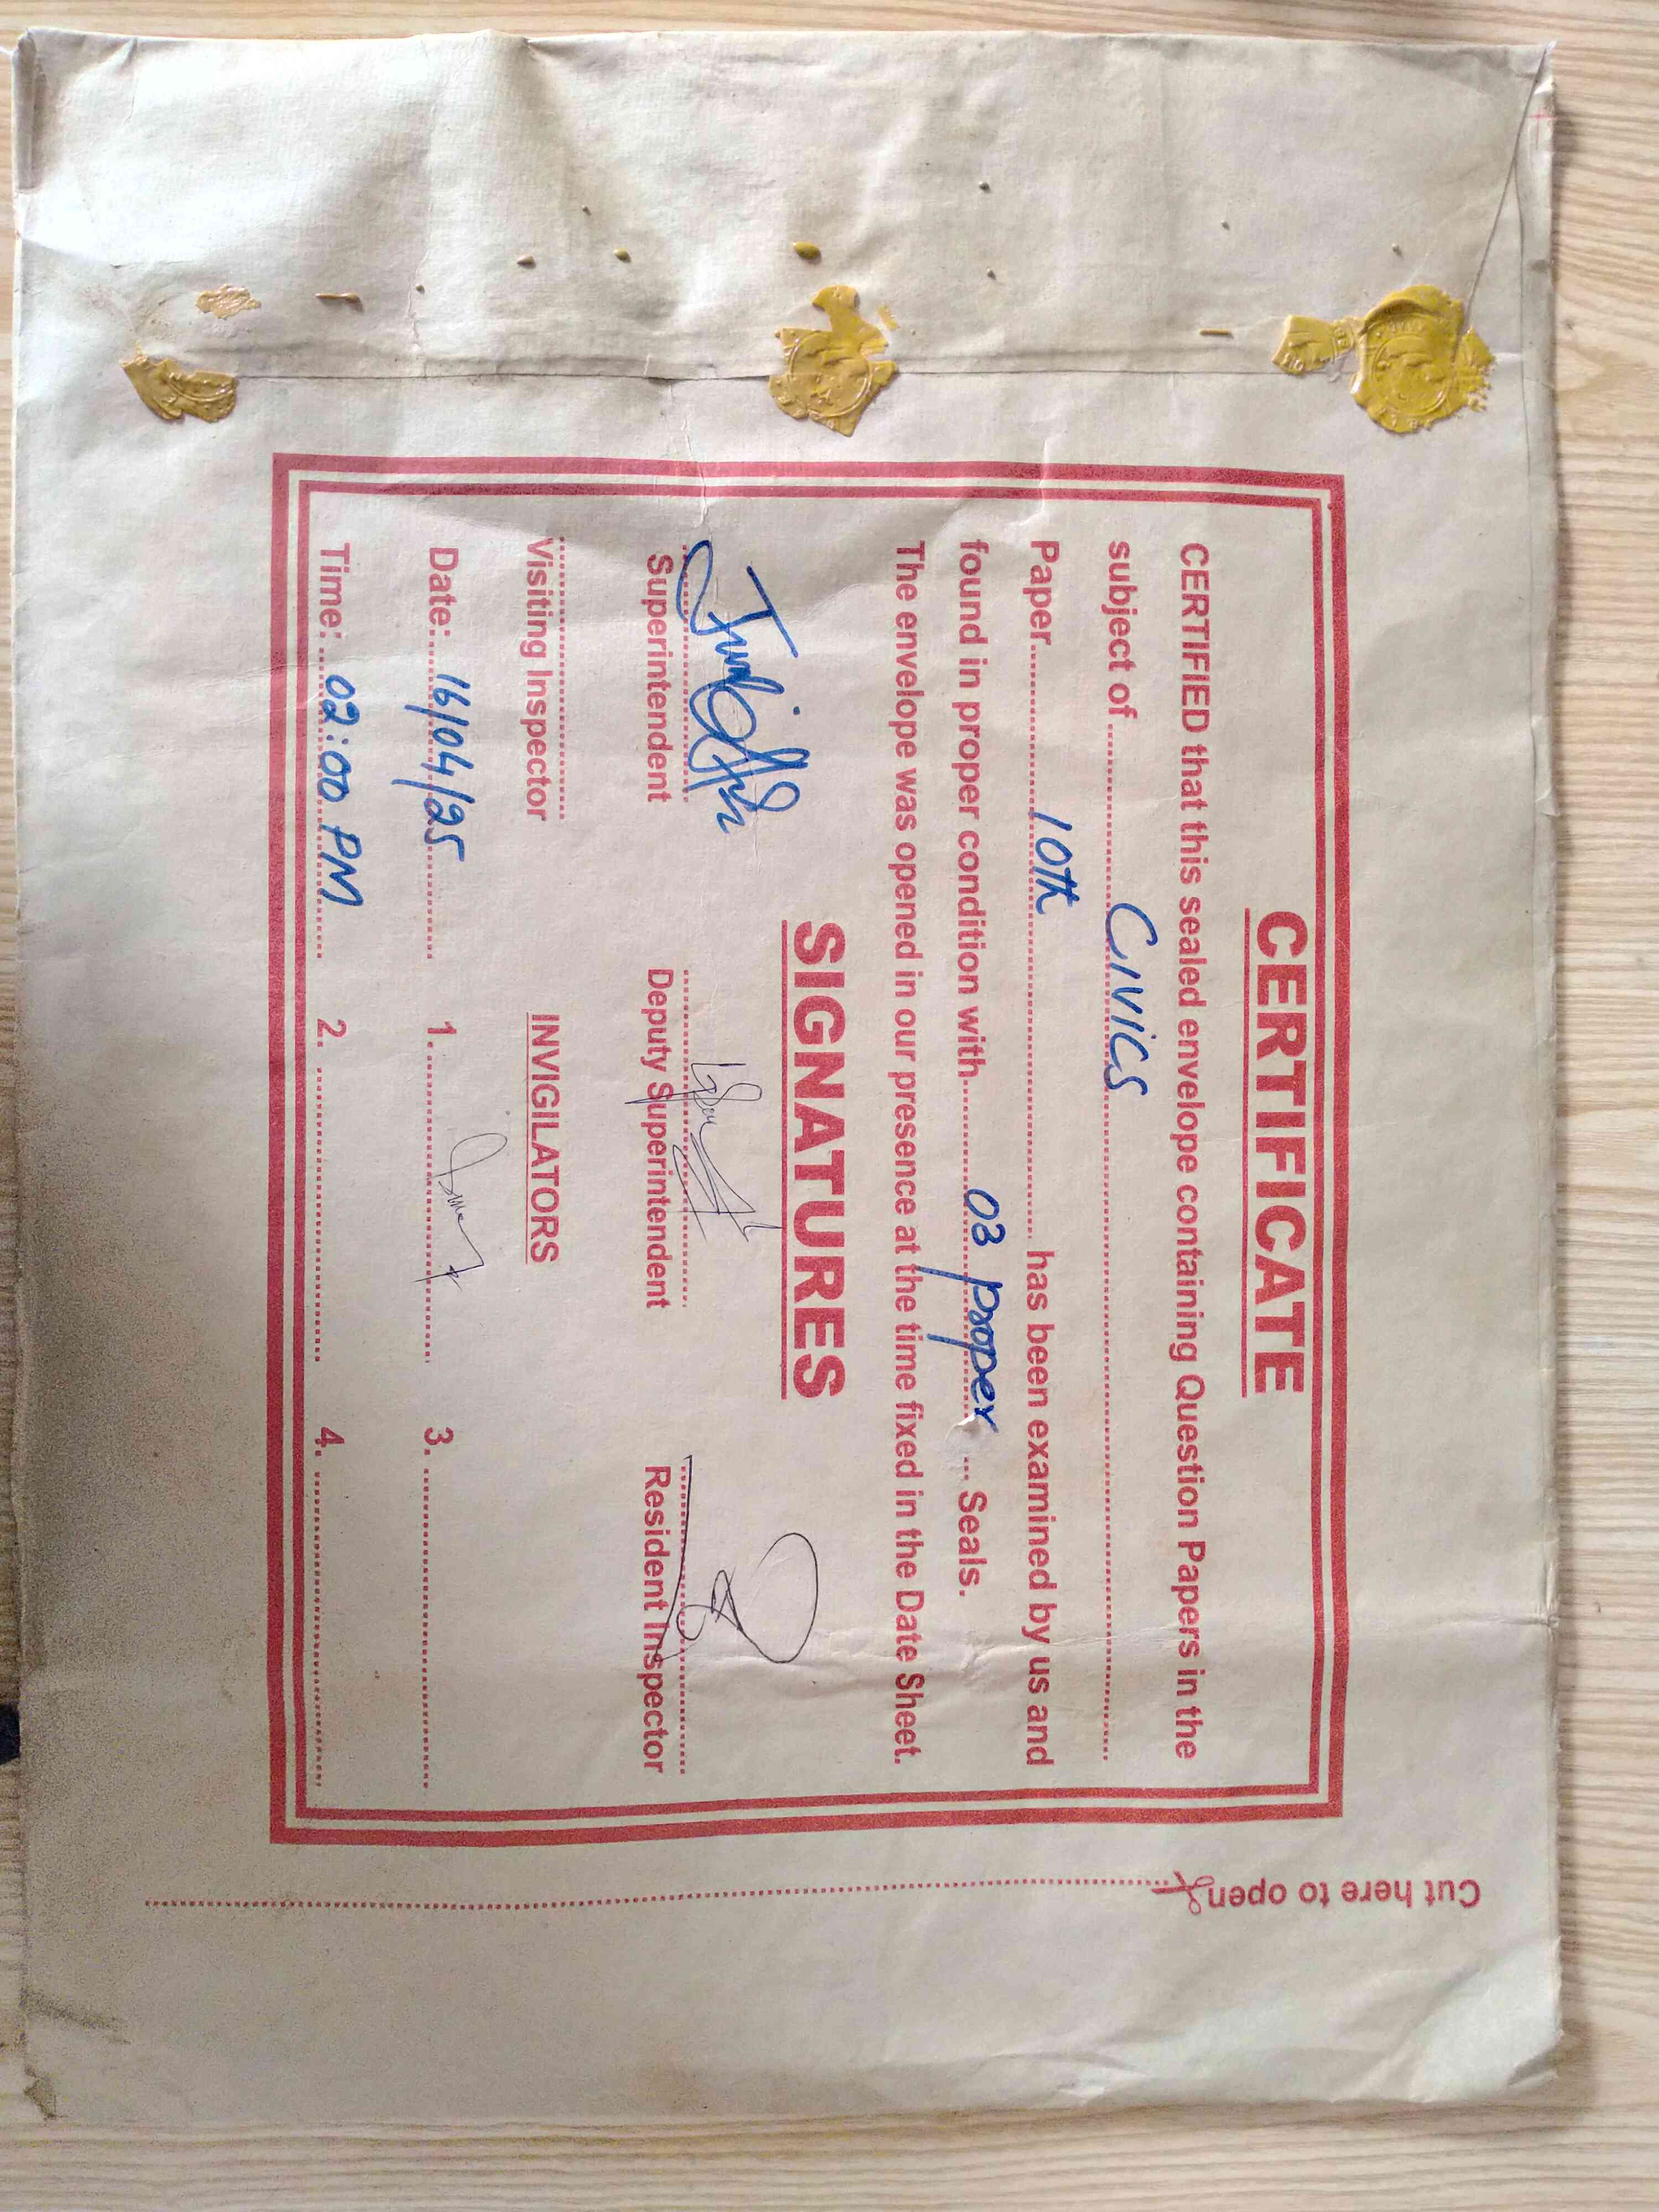 CERTIFICATE
CERTIFIED that this sealed envelope containing Question Papers in the
subject of ........ Civics ........
Paper ........ 10th ........ has been examined by us and
found in proper condition with ........ 03 proper ... Seals.
The envelope was opened in our presence at the time fixed in the Date Sheet.
SIGNATURES
Superintendent Deputy Superintendent Resident Inspector
Visiting Inspector INVIGILATORS
Date: 16/04/25 1. ........ 3. ........
Time: 02:00 PM 2. ........ 4. ........
Cut here to open